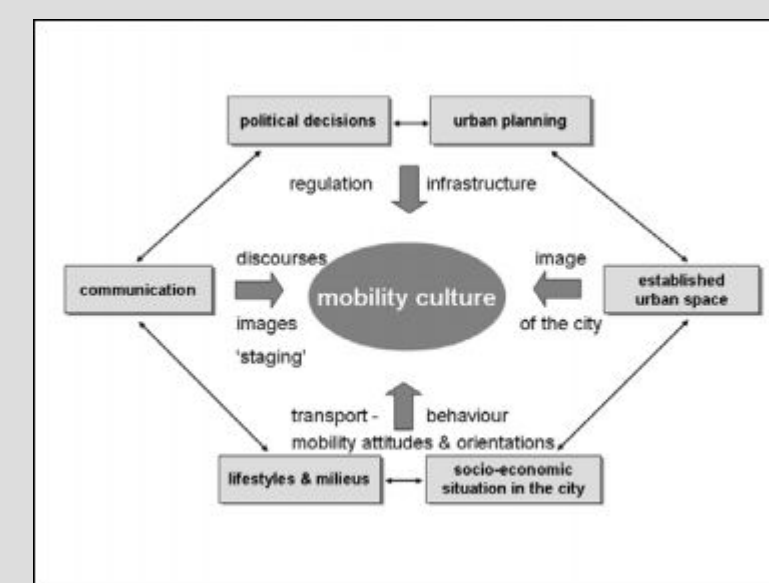 political decisions
urban planning
regulation
infrastructure
discourses
image
communication
mobility culture
established
urban space
images
of the city
'staging'
transport - behaviour
mobility attitudes & orientations
lifestyles & milieus
socio-economic
situation in the city